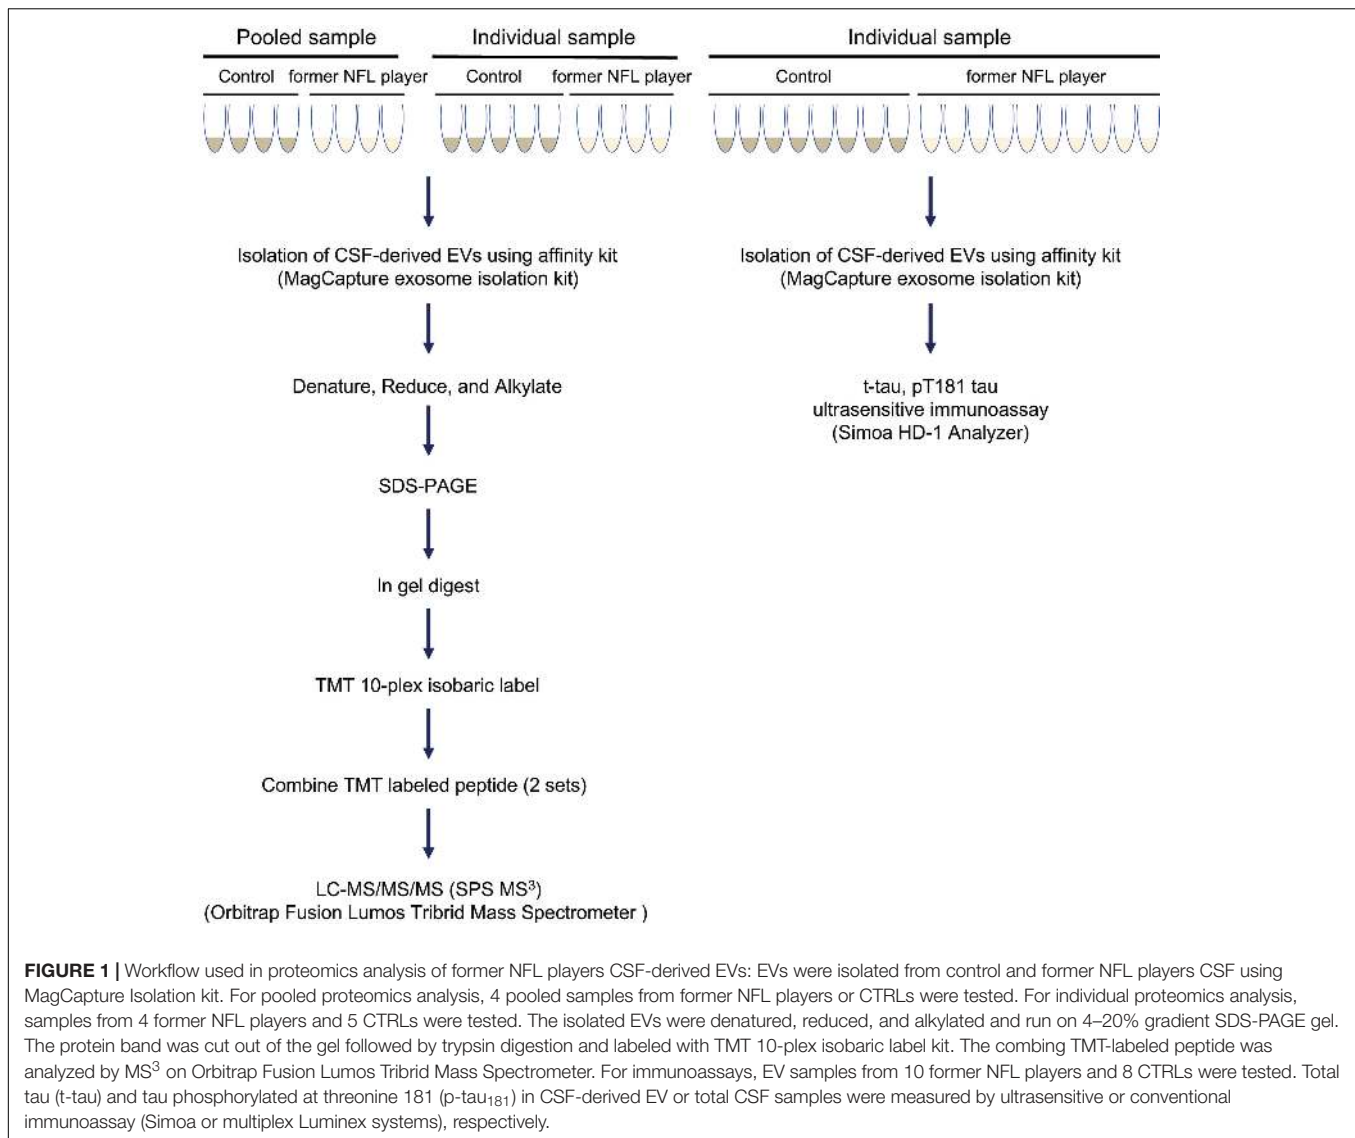 Pooled sample Individual sample Individual sample
Control former NFL player Control former NFL player Control former NFL player
Isolation of CSF-derived EVs using affinity kit
(MagCapture exosome isolation kit)
Denature, Reduce, and Alkylate
SDS-PAGE
In gel digest
TMT 10-plex isobaric label
Combine TMT labeled peptide (2 sets)
LC-MS/MS/MS (SPS MS³)
(Orbitrap Fusion Lumos Tribrid Mass Spectrometer )
Isolation of CSF-derived EVs using affinity kit
(MagCapture exosome isolation kit)
t-tau, pT181 tau
ultrasensitive immunoassay
(Simoa HD-1 Analyzer)
FIGURE 1 | Workflow used in proteomics analysis of former NFL players CSF-derived EVs: EVs were isolated from control and former NFL players CSF using
MagCapture Isolation kit. For pooled proteomics analysis, 4 pooled samples from former NFL players or CTRLs were tested. For individual proteomics analysis,
samples from 4 former NFL players and 5 CTRLs were tested. The isolated EVs were denatured, reduced, and alkylated and run on 4–20% gradient SDS-PAGE gel.
The protein band was cut out of the gel followed by trypsin digestion and labeled with TMT 10-plex isobaric label kit. The combing TMT-labeled peptide was
analyzed by MS³ on Orbitrap Fusion Lumos Tribrid Mass Spectrometer. For immunoassays, EV samples from 10 former NFL players and 8 CTRLs were tested. Total
tau (t-tau) and tau phosphorylated at threonine 181 (p-tau₁₈₁) in CSF-derived EV or total CSF samples were measured by ultrasensitive or conventional
immunoassay (Simoa or multiplex Luminex systems), respectively.